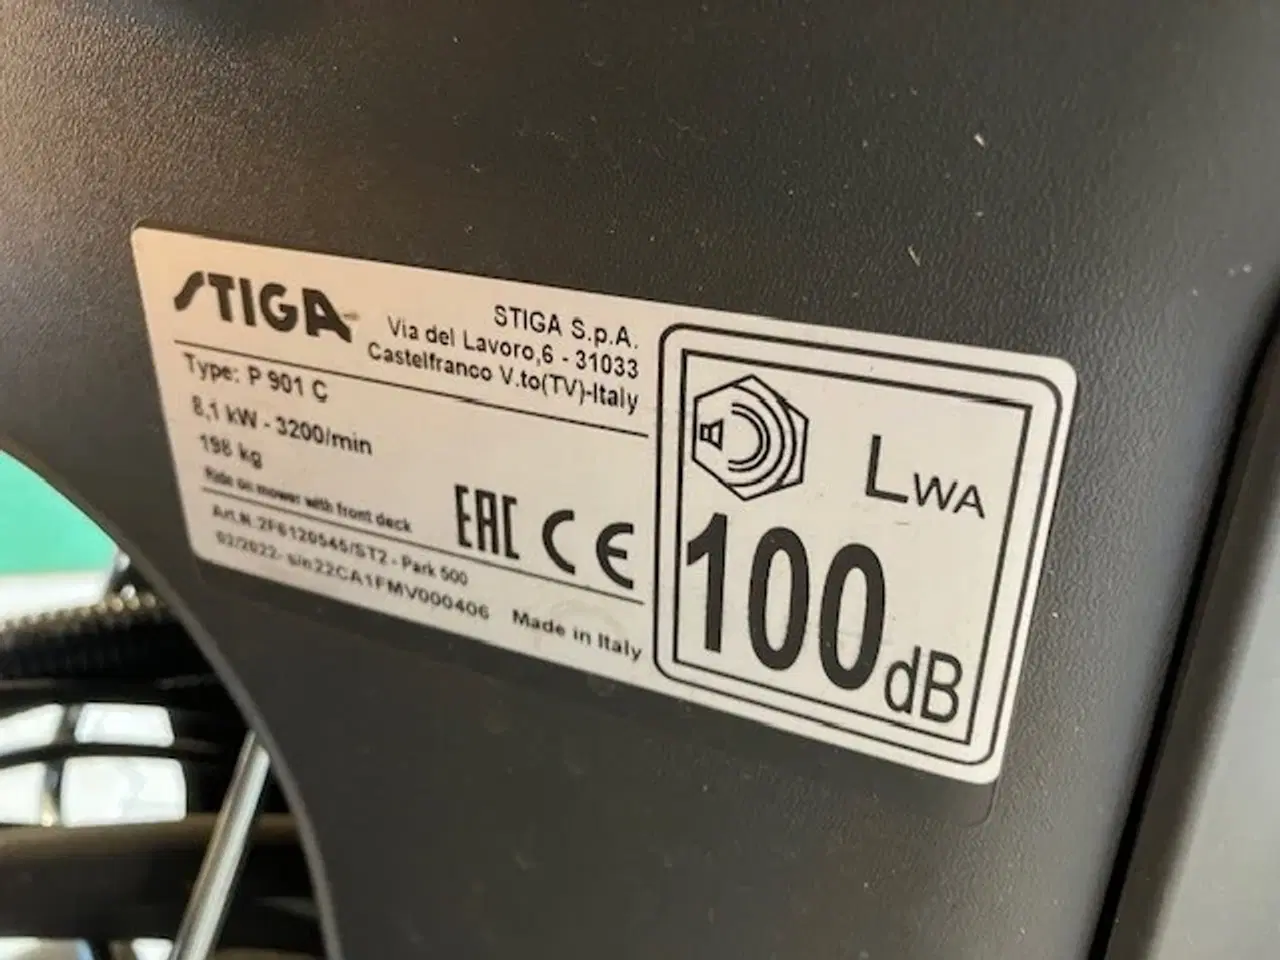 STIGA
STIGA S.p.A.
Via del Lavoro,6 - 31033
Castelfranco V.to(TV)-Italy
Type: P 901 C
8,1 kW - 3200/min
198 kg
Ride on mower with front deck
EAC CE
Art.N.:2F6120545/ST2 - Park 500
02/2022- s/n22CA1FMV000406 Made in Italy
LWA
100dB